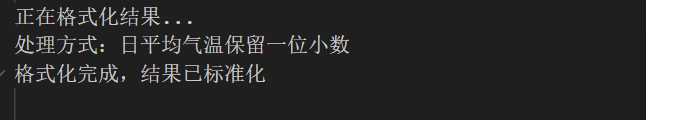 正在格式化结果...
处理方式：日平均气温保留一位小数
格式化完成，结果已标准化